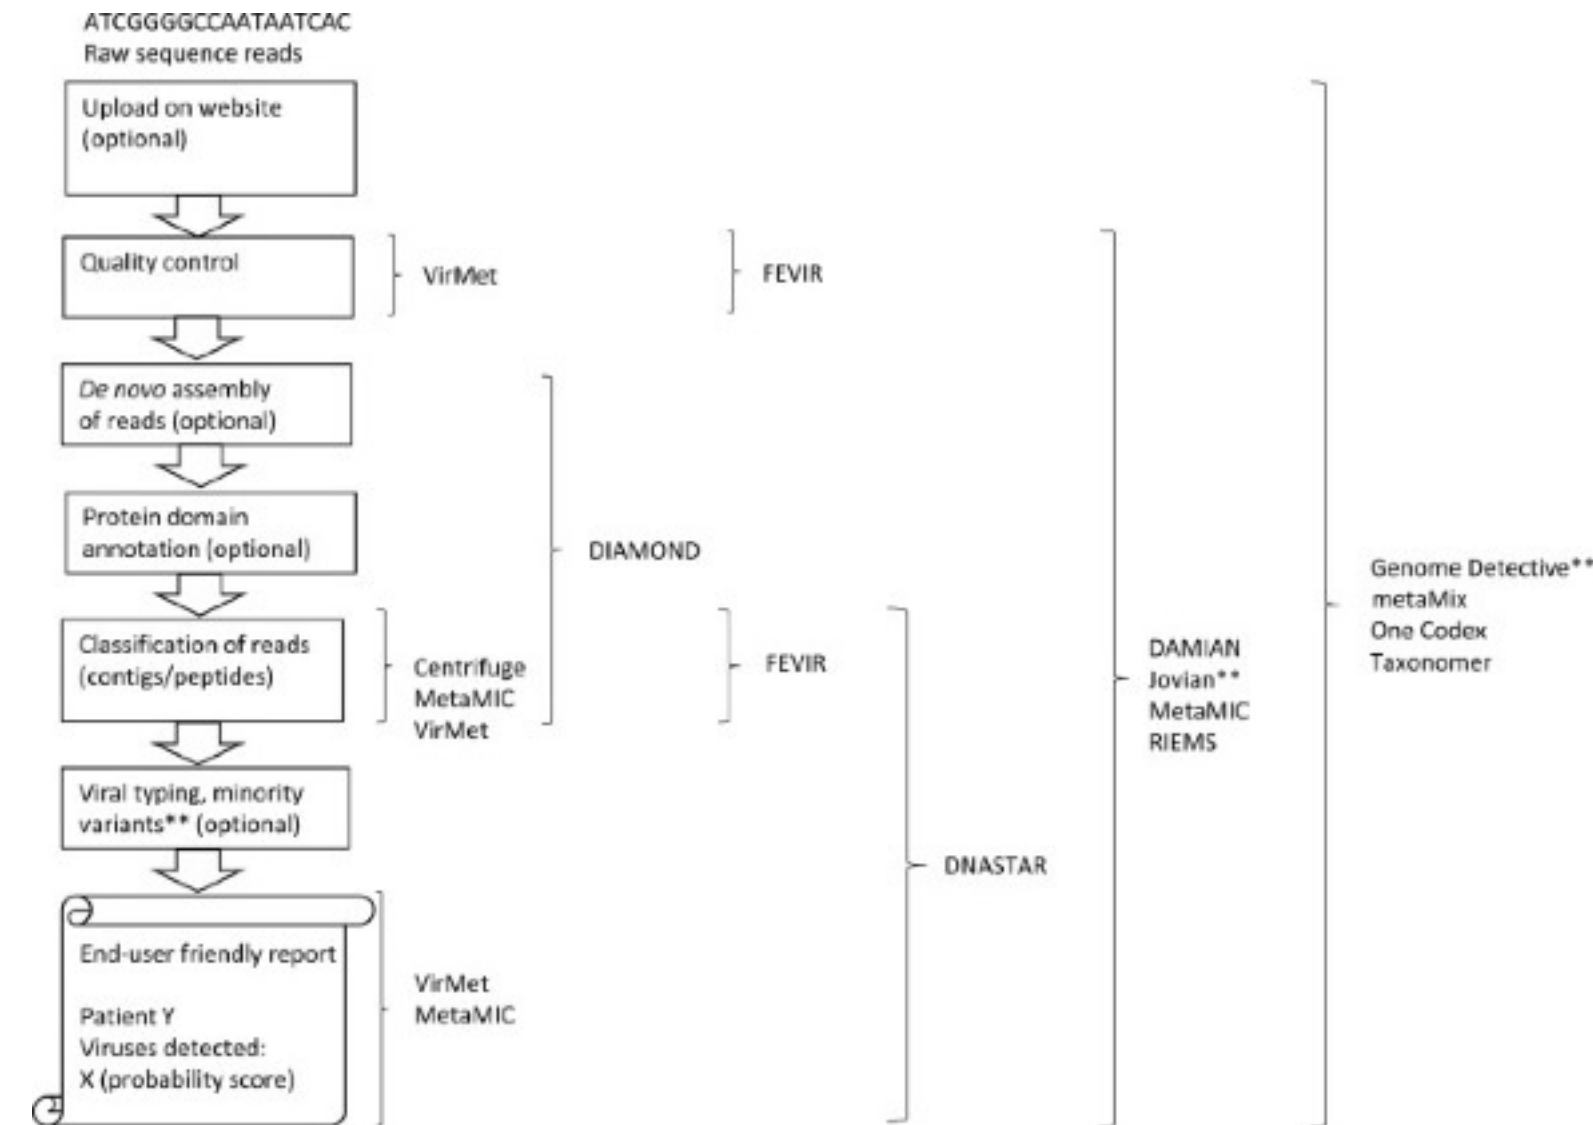 ATCGGGGCCAATAATCAC
Raw sequence reads
Upload on website
(optional)
Quality control
VirMet
FEVIR
De novo assembly
of reads (optional)
Protein domain
annotation (optional)
DIAMOND
Classification of reads
(contigs/peptides)
Centrifuge
MetaMIC
VirMet
FEVIR
Viral typing, minority
variants** (optional)
DNASTAR
End-user friendly report
Patient Y
Viruses detected:
X (probability score)
VirMet
MetaMIC
DAMIAN
Jovian**
MetaMIC
RIEMS
Genome Detective**
metaMix
One Codex
Taxonomer